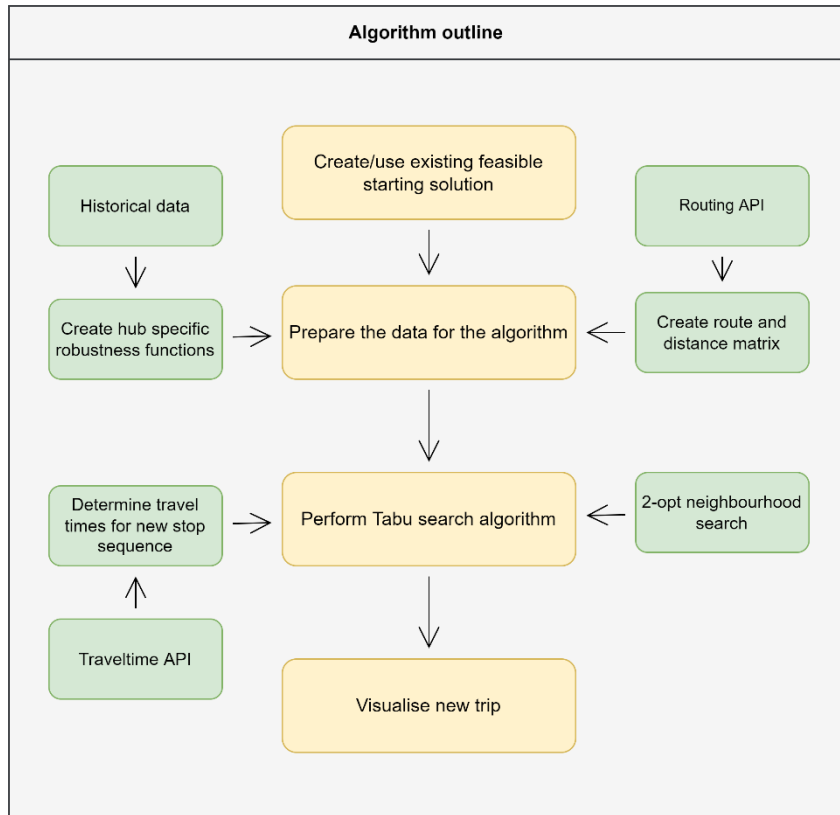 Algorithm outline
Create/use existing feasible
starting solution
Historical data
Routing API
Create hub specific
robustness functions
Prepare the data for the algorithm
Create route and
distance matrix
Determine travel
times for new stop
sequence
Perform Tabu search algorithm
2-opt neighbourhood
search
Traveltime API
Visualise new trip